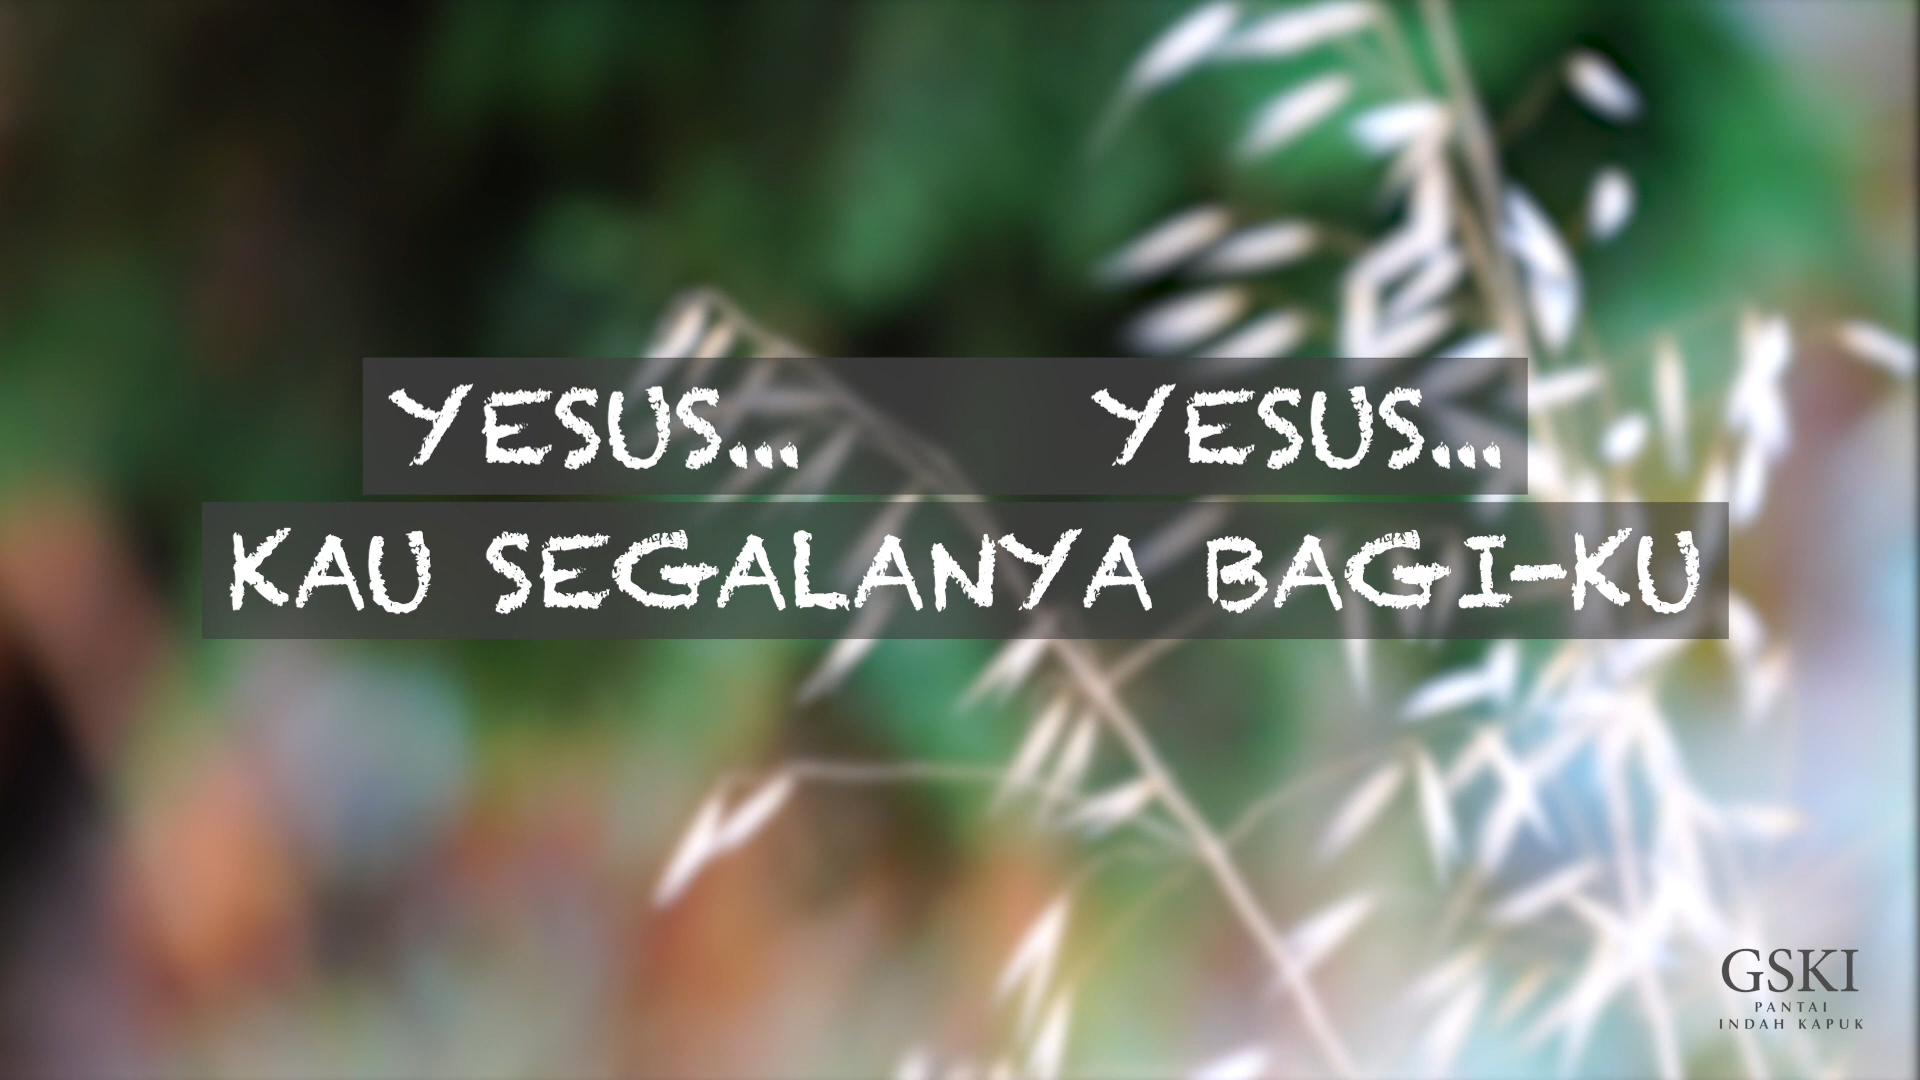 YESUS... YESUS...
KAU SEGALANYA BAGI-KU
GSKI
PANTAI
INDAH KAPUK